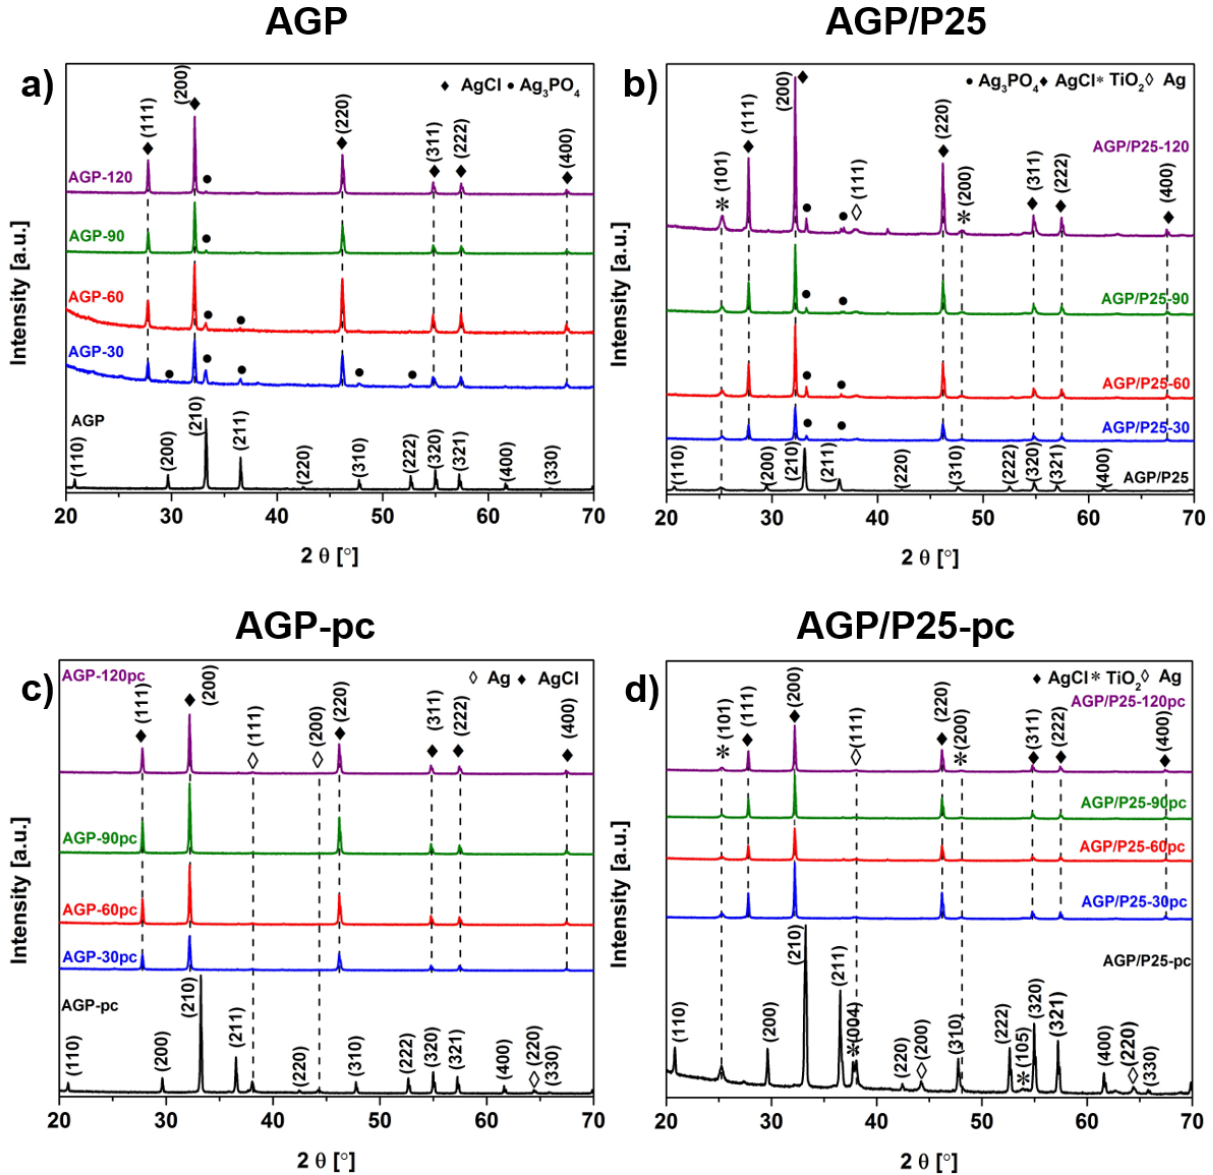 AGP
a)
◆ AgCl ● Ag₃PO₄
(111)
(200)
(220)
(311)
(222)
(400)
AGP-120
AGP-90
AGP-60
AGP-30
AGP
(110)
(200)
(210)
(211)
(220)
(310)
(222)
(320)
(321)
(400)
(330)
Intensity [a.u.]
20 30 40 50 60 70
2 θ [°]
AGP/P25
b)
● Ag₃PO₄ ◆ AgCl * TiO₂ ◊ Ag
(101)
(111)
(200)
(111)
(220)
(200)
(311)
(222)
(400)
AGP/P25-120
AGP/P25-90
AGP/P25-60
AGP/P25-30
AGP/P25
(110)
(200)
(210)
(211)
(220)
(310)
(222)
(320)
(321)
(400)
Intensity [a.u.]
20 30 40 50 60 70
2 θ [°]
AGP-pc
c)
◊ Ag ◆ AgCl
(111)
(200)
(111)
(200)
(220)
(311)
(222)
(400)
AGP-120pc
AGP-90pc
AGP-60pc
AGP-30pc
AGP-pc
(110)
(200)
(210)
(211)
(220)
(310)
(222)
(320)
(321)
(400)
(220)
(330)
Intensity [a.u.]
20 30 40 50 60 70
2 θ [°]
AGP/P25-pc
d)
◆ AgCl * TiO₂ ◊ Ag
(101)
(111)
(200)
(111)
(220)
(200)
(311)
(222)
(400)
AGP/P25-120pc
AGP/P25-90pc
AGP/P25-60pc
AGP/P25-30pc
AGP/P25-pc
(110)
(200)
(210)
(211)
(004)
(220)
(200)
(310)
(222)
(105)
(320)
(321)
(400)
(220)
(330)
Intensity [a.u.]
20 30 40 50 60 70
2 θ [°]